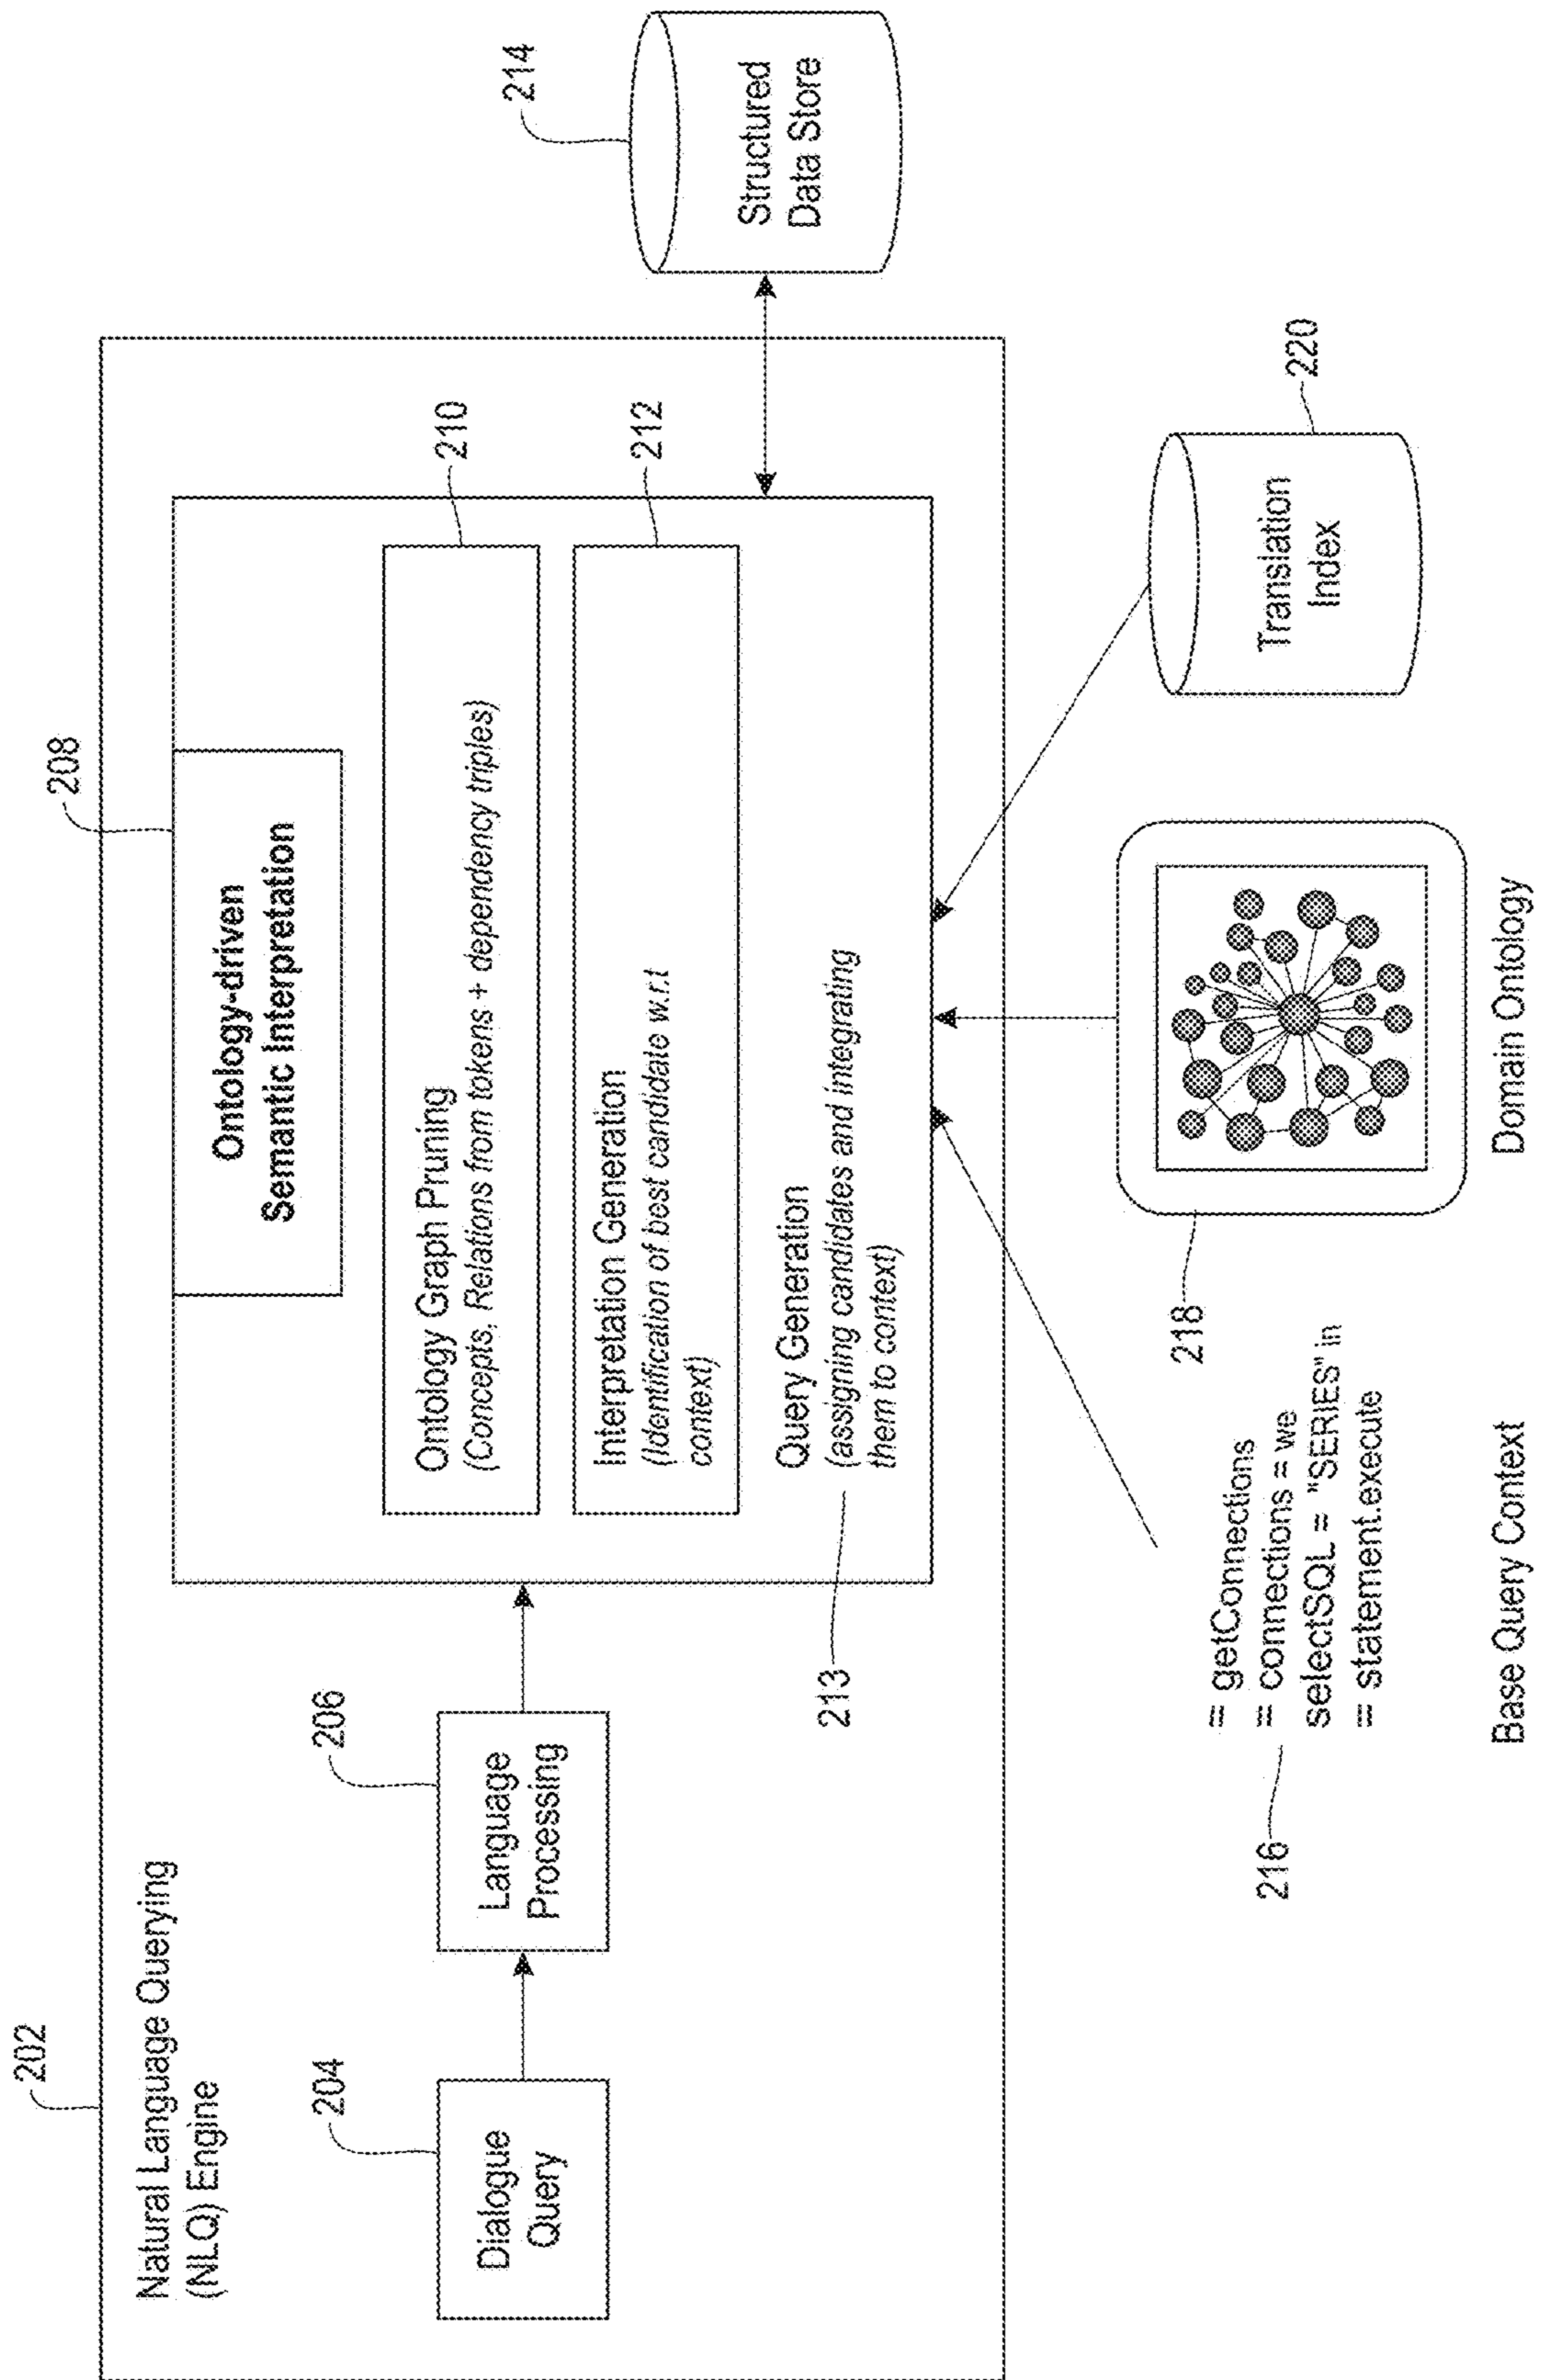 202
Natural Language Querying
(NLQ) Engine
204
Dialogue
Query
206
Language
Processing
208
Ontology-driven
Semantic Interpretation
210
Ontology Graph Pruning
(Concepts, Relations from tokens + dependency triples)
212
Interpretation Generation
(Identification of best candidate w.r.t
context)
Query Generation
(assigning candidates and integrating
them to context)
213
214
Structured
Data Store
216
= getConnections
= connections = we
selectSQL = "SERIES" in
= statement.execute
Base Query Context
218
Domain Ontology
220
Translation
Index